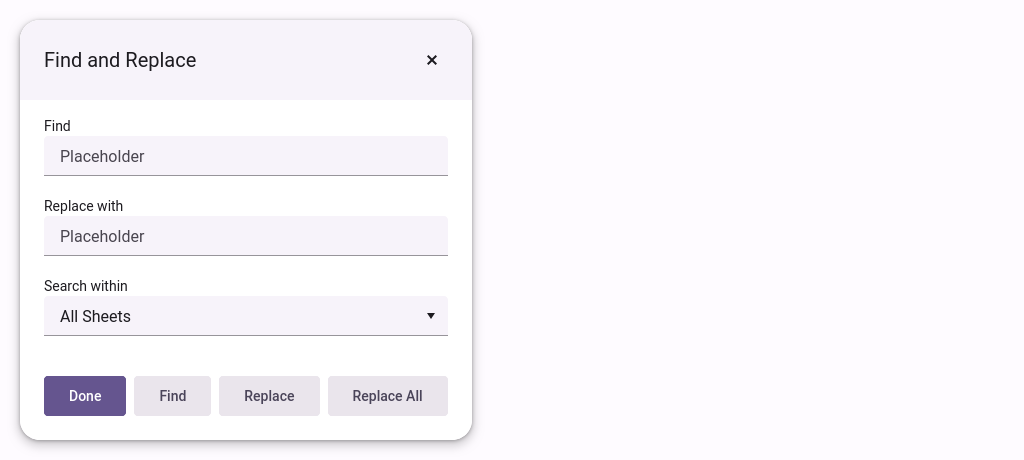 Find and Replace ×
Find
Placeholder
Replace with
Placeholder
Search within
All Sheets
Done Find Replace Replace All